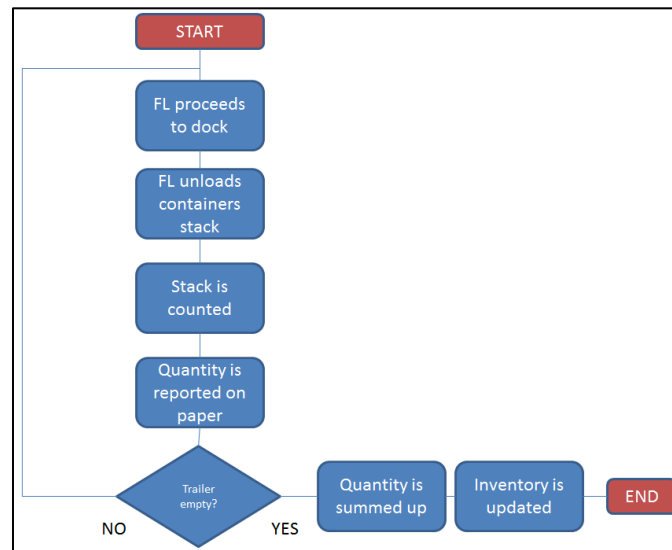 START
FL proceeds
to dock
FL unloads
containers
stack
Stack is
counted
Quantity is
reported on
paper
Trailer
empty?
NO
YES
Quantity is
summed up
Inventory is
updated
END